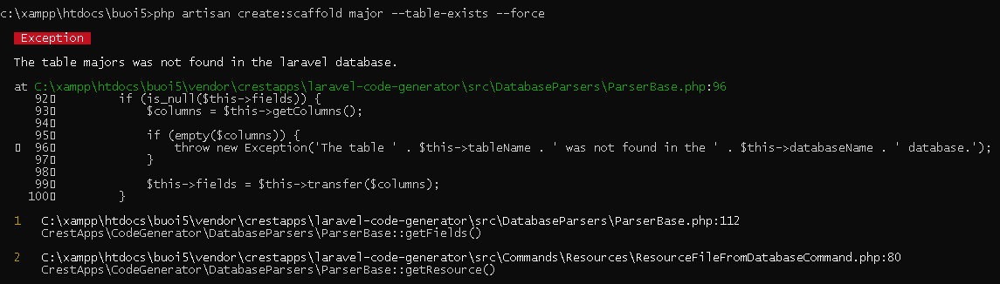 c:\xampp\htdocs\buoi5>php artisan create:scaffold major --table-exists --force
Exception
The table majors was not found in the laravel database.
at C:\xampp\htdocs\buoi5\vendor\crestapps\laravel-code-generator\src\DatabaseParsers\ParserBase.php:96
92▯ if (is_null($this->fields)) {
93▯ $columns = $this->getColumns();
94▯
95▯ if (empty($columns)) {
▯ 96▯ throw new Exception('The table ' . $this->tableName . ' was not found in the ' . $this->databaseName . ' database.');
97▯ }
98▯
99▯ $this->fields = $this->transfer($columns);
100▯ }
1 C:\xampp\htdocs\buoi5\vendor\crestapps\laravel-code-generator\src\DatabaseParsers\ParserBase.php:112
CrestApps\CodeGenerator\DatabaseParsers\ParserBase::getFields()
2 C:\xampp\htdocs\buoi5\vendor\crestapps\laravel-code-generator\src\Commands\Resources\ResourceFileFromDatabaseCommand.php:80
CrestApps\CodeGenerator\DatabaseParsers\ParserBase::getResource()